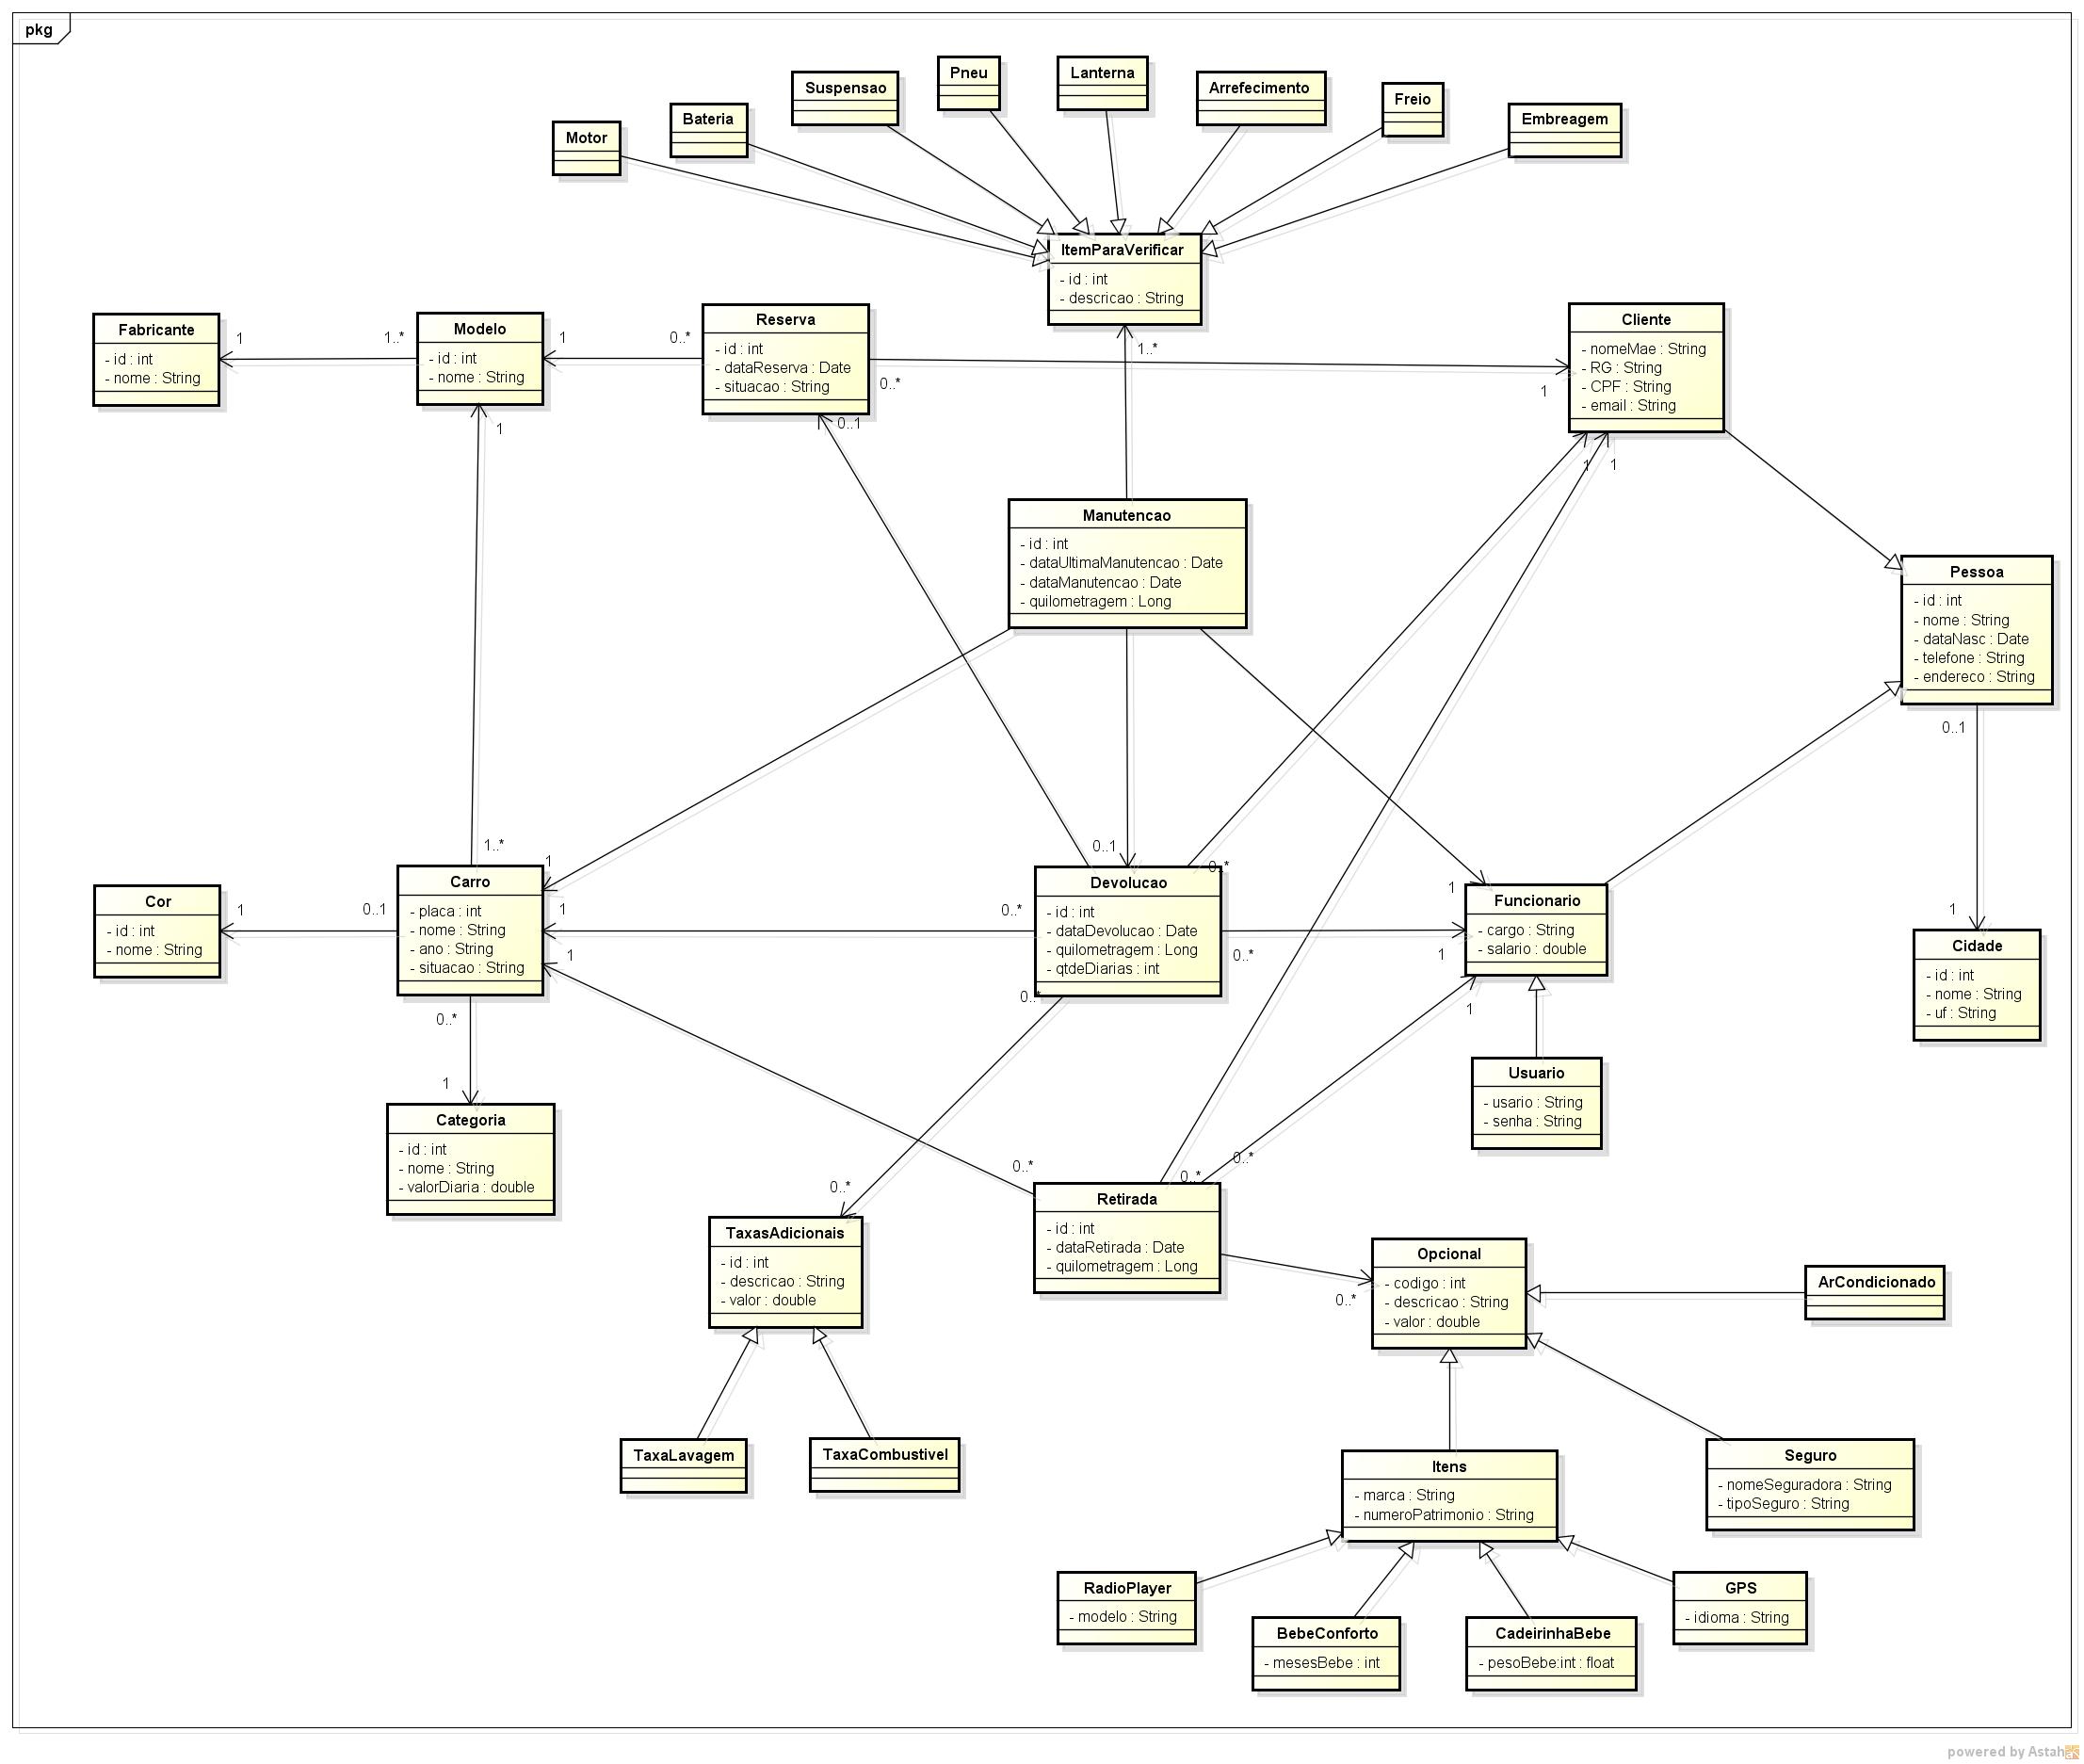 pkg
Pneu
Lanterna
Suspensao
Arrefecimento
Freio
Bateria
Embreagem
Motor
ItemParaVerificar
- id : int
- descricao : String
Fabricante
- id : int
- nome : String
1
1..*
Modelo
- id : int
- nome : String
1
0..*
1
Reserva
- id : int
- dataReserva : Date
- situacao : String
0..*
0..1
1..*
Cliente
- nomeMae : String
- RG : String
- CPF : String
- email : String
1
1
1
Manutencao
- id : int
- dataUltimaManutencao : Date
- dataManutencao : Date
- quilometragem : Long
Pessoa
- id : int
- nome : String
- dataNasc : Date
- telefone : String
- endereco : String
0..1
1
Cor
- id : int
- nome : String
1
0..1
1..*
Carro
- placa : int
- nome : String
- ano : String
- situacao : String
1
1
1
0..*
1
0..1
0..*
0..*
Devolucao
- id : int
- dataDevolucao : Date
- quilometragem : Long
- qtdeDiarias : int
0..*
0..*
1
1
1
Funcionario
- cargo : String
- salario : double
Cidade
- id : int
- nome : String
- uf : String
Usuario
- usario : String
- senha : String
Categoria
- id : int
- nome : String
- valorDiaria : double
0..*
0..*
0..*
0..*
Retirada
- id : int
- dataRetirada : Date
- quilometragem : Long
0..*
TaxasAdicionais
- id : int
- descricao : String
- valor : double
Opcional
- codigo : int
- descricao : String
- valor : double
ArCondicionado
TaxaLavagem
TaxaCombustivel
Itens
- marca : String
- numeroPatrimonio : String
Seguro
- nomeSeguradora : String
- tipoSeguro : String
RadioPlayer
- modelo : String
BebeConforto
- mesesBebe : int
CadeirinhaBebe
- pesoBebe:int : float
GPS
- idioma : String
powered by Astah